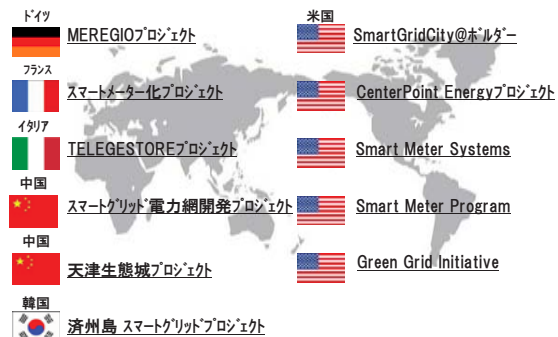 ﾄﾞｲﾂ
MEREGIOﾌﾟﾛｼﾞｪｸﾄ
ﾌﾗﾝｽ
ｽﾏｰﾄﾒｰﾀｰ化ﾌﾟﾛｼﾞｪｸﾄ
ｲﾀﾘｱ
TELEGESTOREﾌﾟﾛｼﾞｪｸﾄ
中国
ｽﾏｰﾄｸﾞﾘｯﾄﾞ電力網開発ﾌﾟﾛｼﾞｪｸﾄ
中国
天津生態城ﾌﾟﾛｼﾞｪｸﾄ
韓国
済州島 ｽﾏｰﾄｸﾞﾘｯﾄﾞﾌﾟﾛｼﾞｪｸﾄ
米国
SmartGridCity@ﾎﾞﾙﾀﾞｰ
CenterPoint Energyﾌﾟﾛｼﾞｪｸﾄ
Smart Meter Systems
Smart Meter Program
Green Grid Initiative